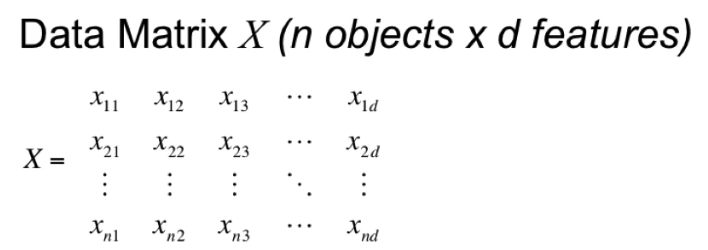 Data Matrix X (n objects x d features)
x11 x12 x13 ⋯ x1d
X = x21 x22 x23 ⋯ x2d
⋮ ⋮ ⋮ ⋱ ⋮
xn1 xn2 xn3 ⋯ xnd